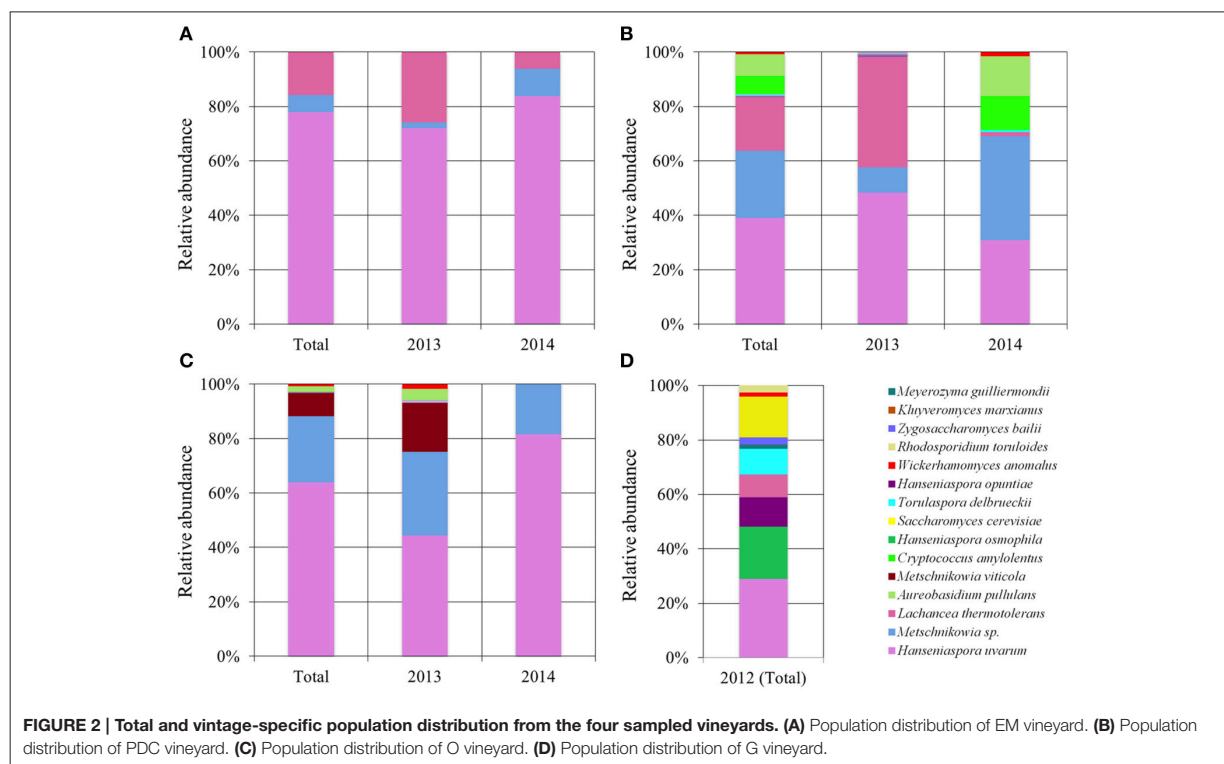 A
Relative abundance
100%
80%
60%
40%
20%
0%
Total 2013 2014
B
Relative abundance
100%
80%
60%
40%
20%
0%
Total 2013 2014
C
Relative abundance
100%
80%
60%
40%
20%
0%
Total 2013 2014
D
Relative abundance
100%
80%
60%
40%
20%
0%
2012 (Total)
Meyerozyma guilliermondii
Kluyveromyces marxianus
Zygosaccharomyces bailii
Rhodosporidium toruloides
Wickerhamomyces anomalus
Hanseniaspora opuntiae
Torulaspora delbrueckii
Saccharomyces cerevisiae
Hanseniaspora osmophila
Cryptococcus amylolentus
Metschnikowia viticola
Aureobasidium pullulans
Lachancea thermotolerans
Metschnikowia sp.
Hanseniaspora uvarum
FIGURE 2 | Total and vintage-specific population distribution from the four sampled vineyards. (A) Population distribution of EM vineyard. (B) Population
distribution of PDC vineyard. (C) Population distribution of O vineyard. (D) Population distribution of G vineyard.